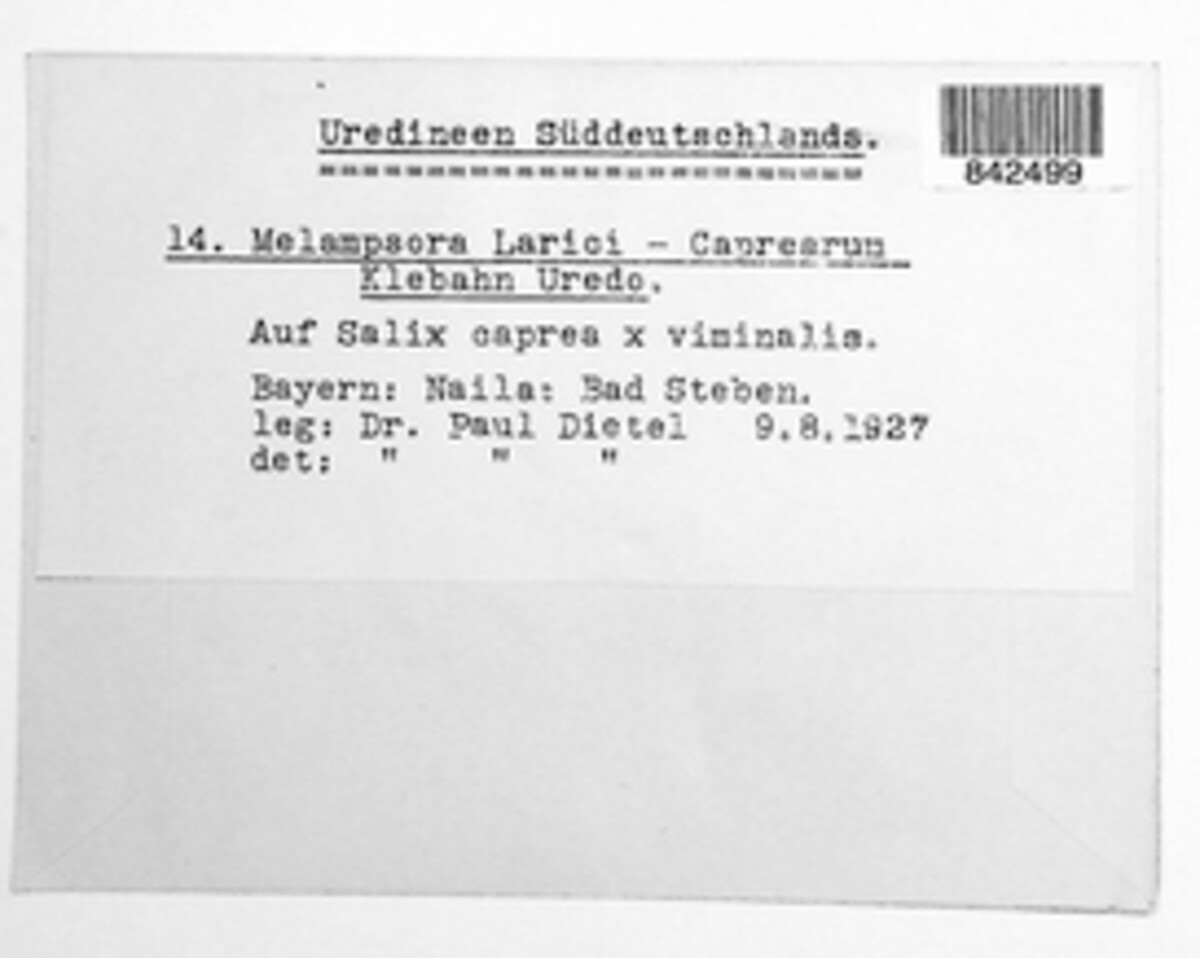 Uredineen Süddeutschlands.
842499
14. Melampsora Larici - Caprearum
Klebahn Uredo.
Auf Salix caprea x viminalis.
Bayern: Naila: Bad Steben.
leg: Dr. Paul Dietel 9.8.1927
det: " " "